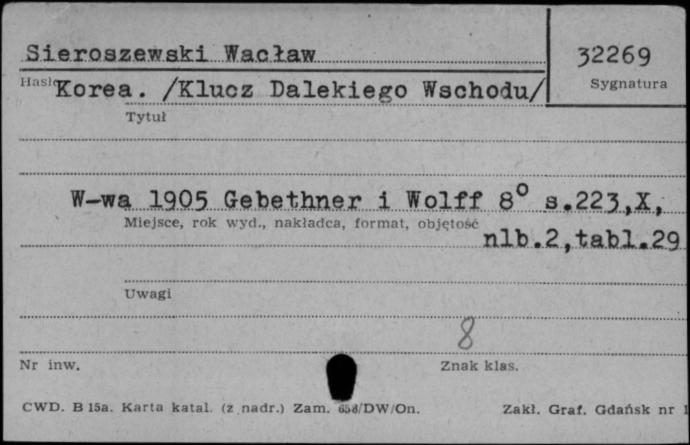 Sieroszewski Wacław
32269
Hasło
Sygnatura
Korea. /Klucz Dalekiego Wschodu/
Tytuł
W-wa 1905 Gebethner i Wolff 8° s.223,X,
Miejsce, rok wyd., nakładca, format, objętość
nlb.2,tabl.29
Uwagi
8
Nr inw.
Znak klas.
CWD. B 15a. Karta katal. (z nadr.) Zam. 658/DW/On.
Zakł. Graf. Gdańsk nr 1